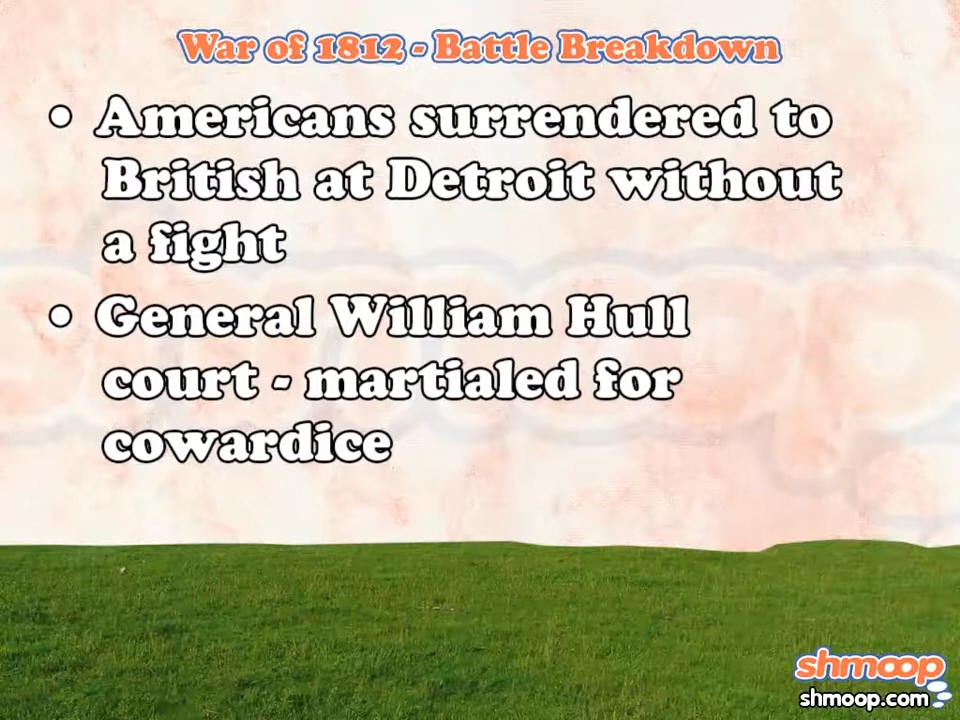 War of 1812 - Battle Breakdown
• Americans surrendered to
British at Detroit without
a fight
• General William Hull
court - martialed for
cowardice
shmoop
shmoop.com